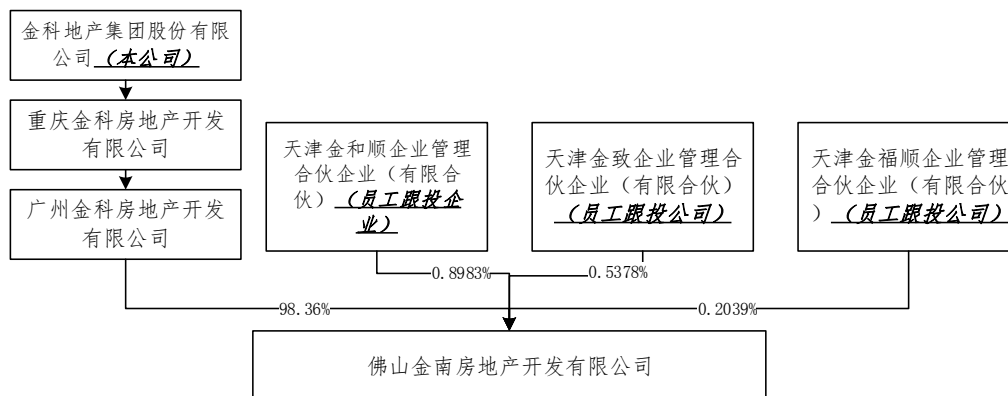 金科地产集团股份有限
公司（本公司）
重庆金科房地产开发
有限公司
广州金科房地产开发
有限公司
天津金和顺企业管理
合伙企业（有限合
伙）（员工跟投企
业）
天津金致企业管理合
伙企业（有限合伙）
（员工跟投公司）
天津金福顺企业管理
合伙企业（有限合伙
）（员工跟投公司）
0.8983%
0.5378%
98.36%
0.2039%
佛山金南房地产开发有限公司